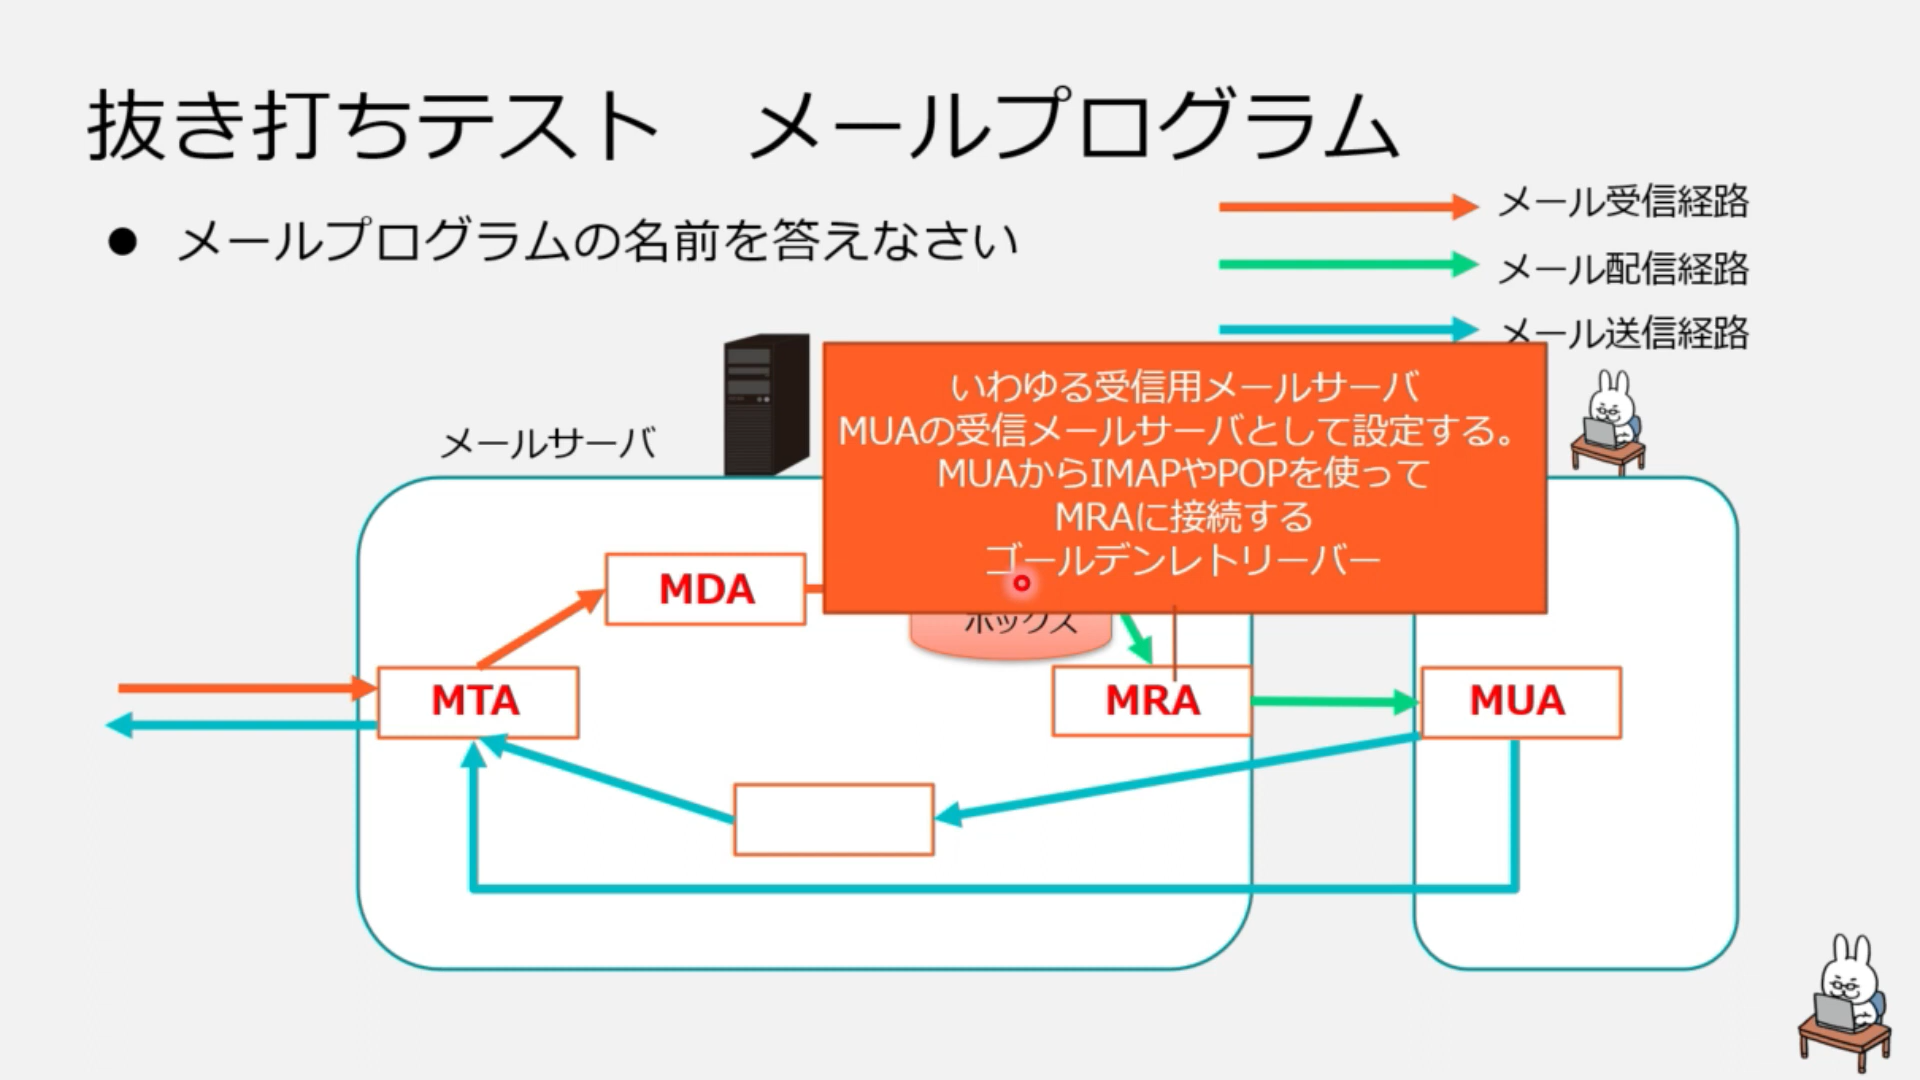 抜き打ちテスト　メールプログラム
● メールプログラムの名前を答えなさい
メール受信経路
メール配信経路
メール送信経路
メールサーバ
いわゆる受信用メールサーバ
MUAの受信メールサーバとして設定する。
MUAからIMAPやPOPを使って
MRAに接続する
ゴールデンレトリーバー
MDA
ボックス
MTA
MRA
MUA